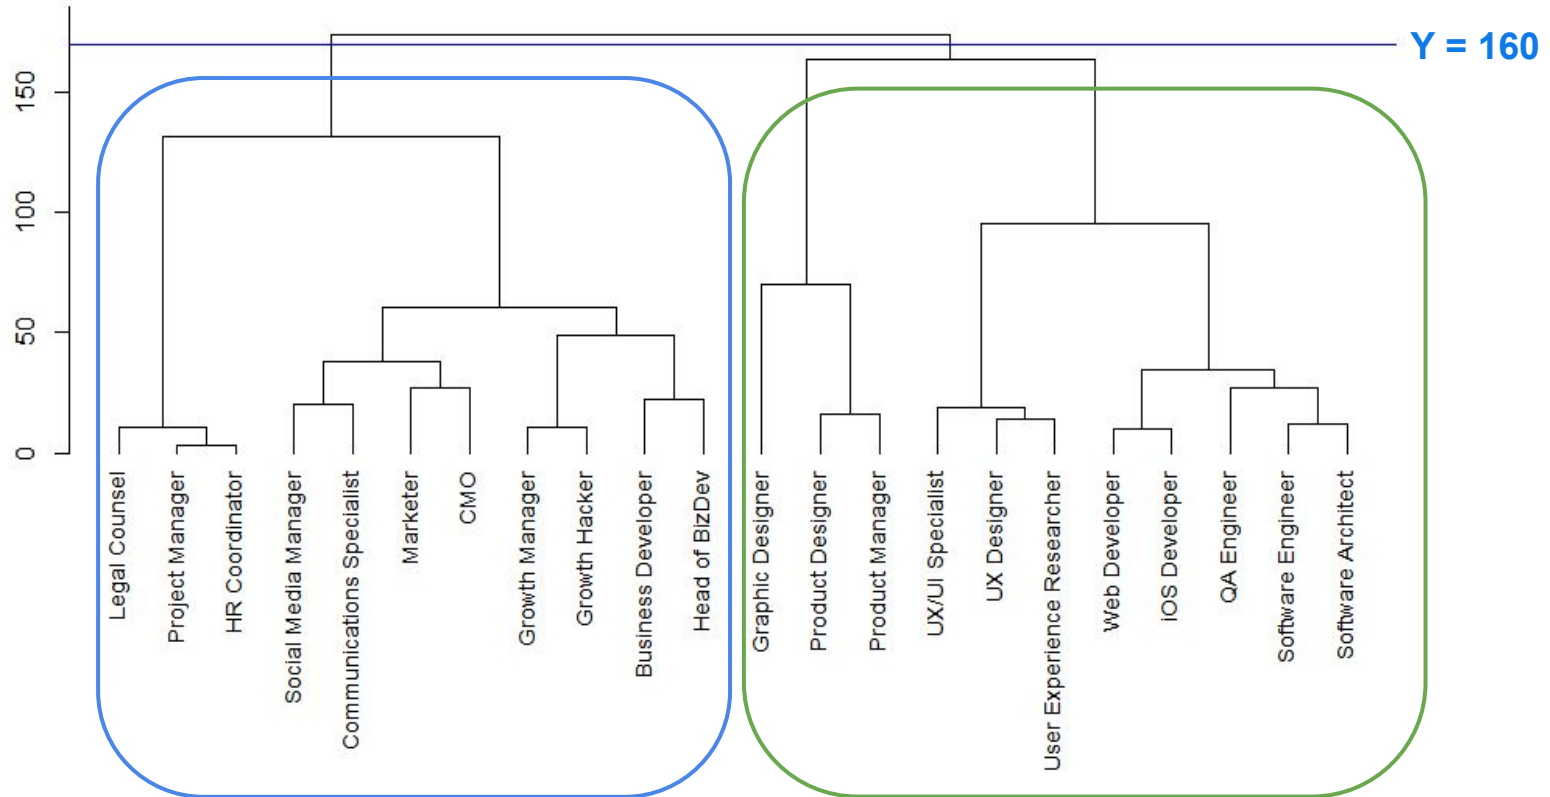 Y = 160
150
100
50
0
Legal Counsel
Project Manager
HR Coordinator
Social Media Manager
Communications Specialist
Marketer
CMO
Growth Manager
Growth Hacker
Business Developer
Head of BizDev
Graphic Designer
Product Designer
Product Manager
UX/UI Specialist
UX Designer
User Experience Researcher
Web Developer
iOS Developer
QA Engineer
Software Engineer
Software Architect